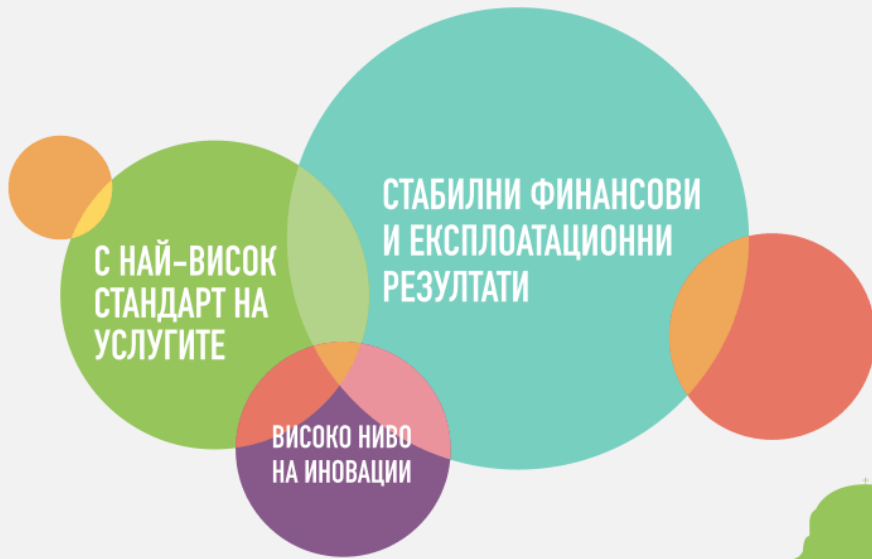 СТАБИЛНИ ФИНАНСОВИ
И ЕКСПЛОАТАЦИОННИ
РЕЗУЛТАТИ
С НАЙ-ВИСОК
СТАНДАРТ НА
УСЛУГИТЕ
ВИСОКО НИВО
НА ИНОВАЦИИ